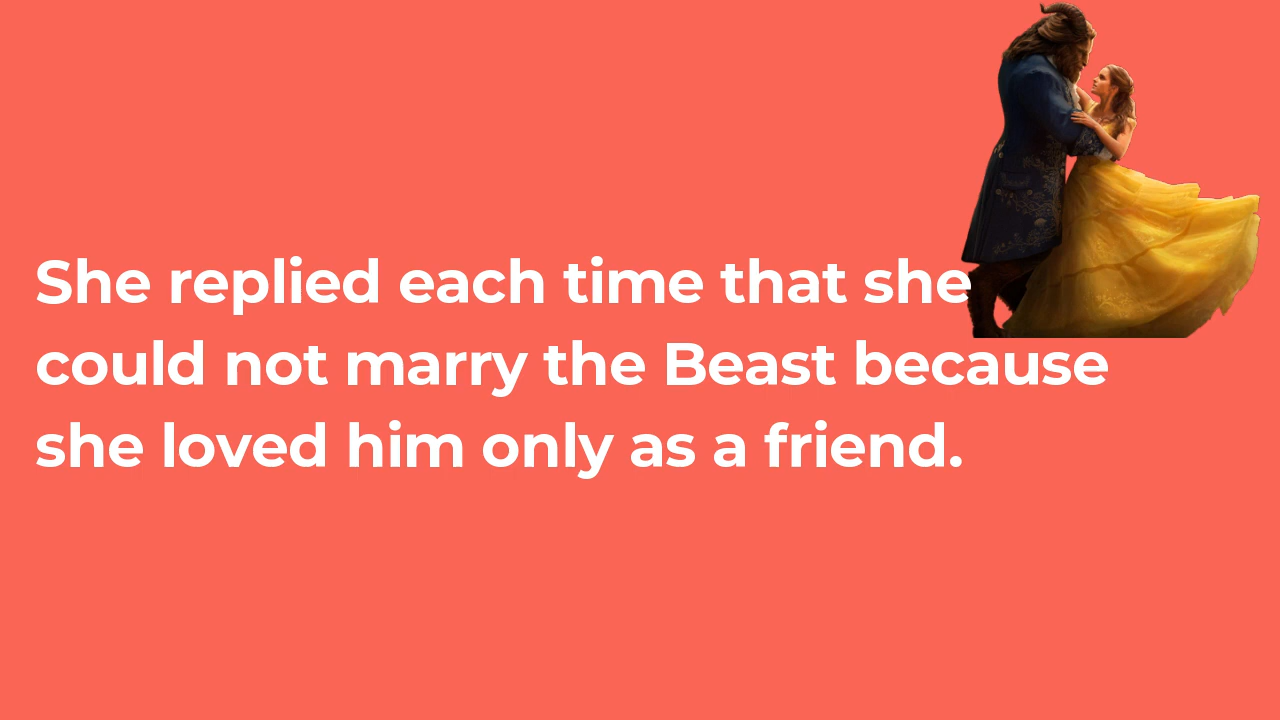 She replied each time that she
could not marry the Beast because
she loved him only as a friend.